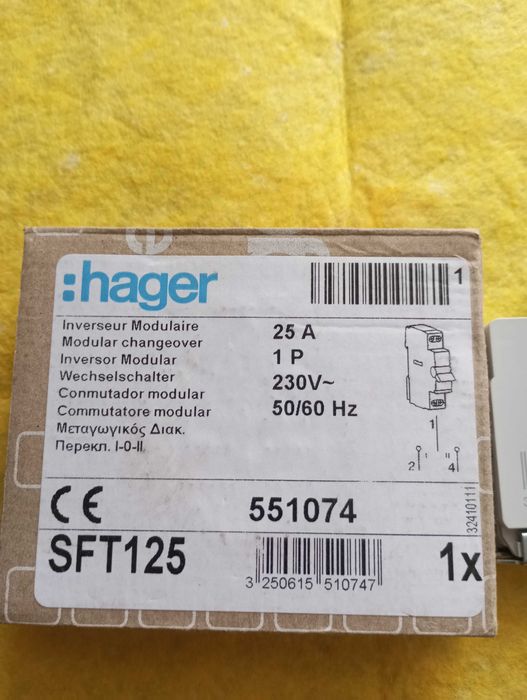 :hager
1
Inverseur Modulaire
Modular changeover
Inversor Modular
Wechselschalter
Conmutador modular
Commutatore modular
Μεταγωγικός Διακ.
Перекл. I-0-II
25 A
1 P
230V~
50/60 Hz
1
I II
2 4
32410111
CE
551074
SFT125
3 250615 510747
1x